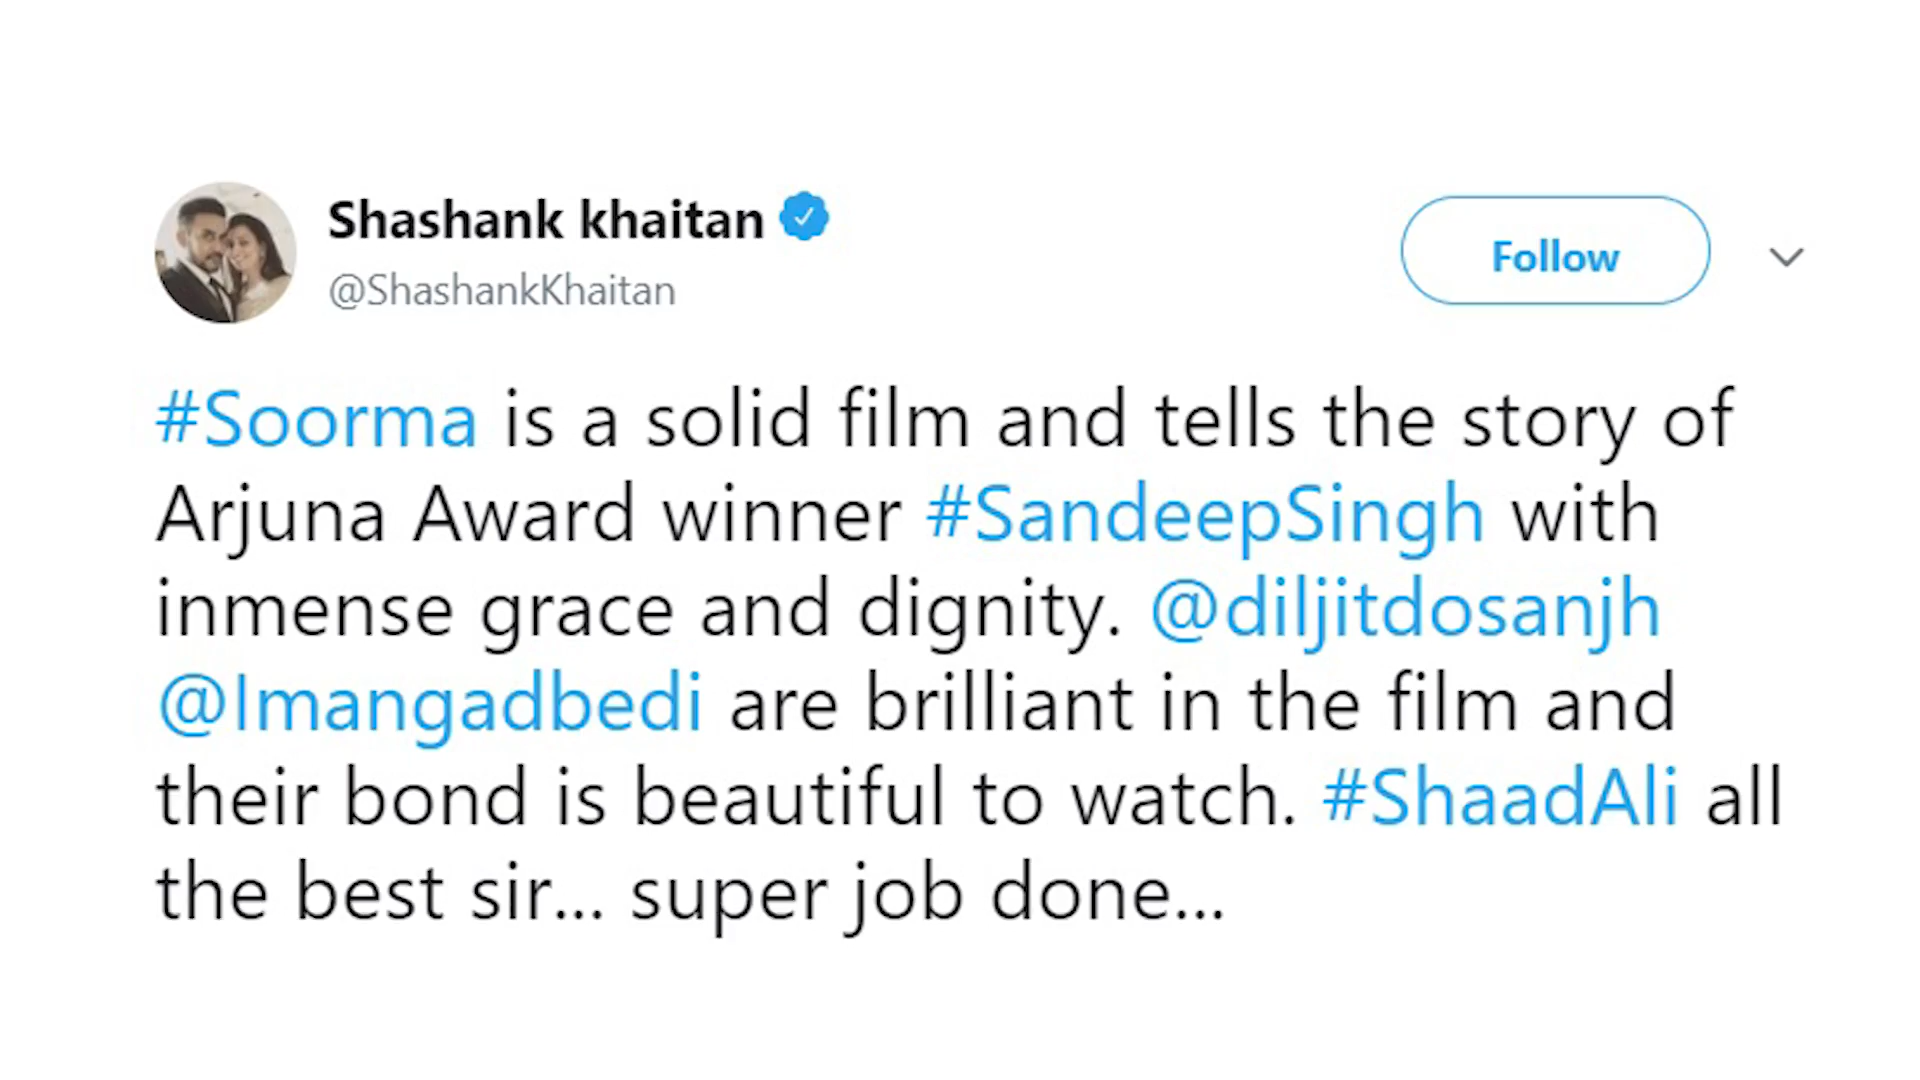 Shashank khaitan
@ShashankKhaitan
Follow
#Soorma is a solid film and tells the story of
Arjuna Award winner #SandeepSingh with
inmense grace and dignity. @diljitdosanjh
@Imangadbedi are brilliant in the film and
their bond is beautiful to watch. #ShaadAli all
the best sir... super job done...